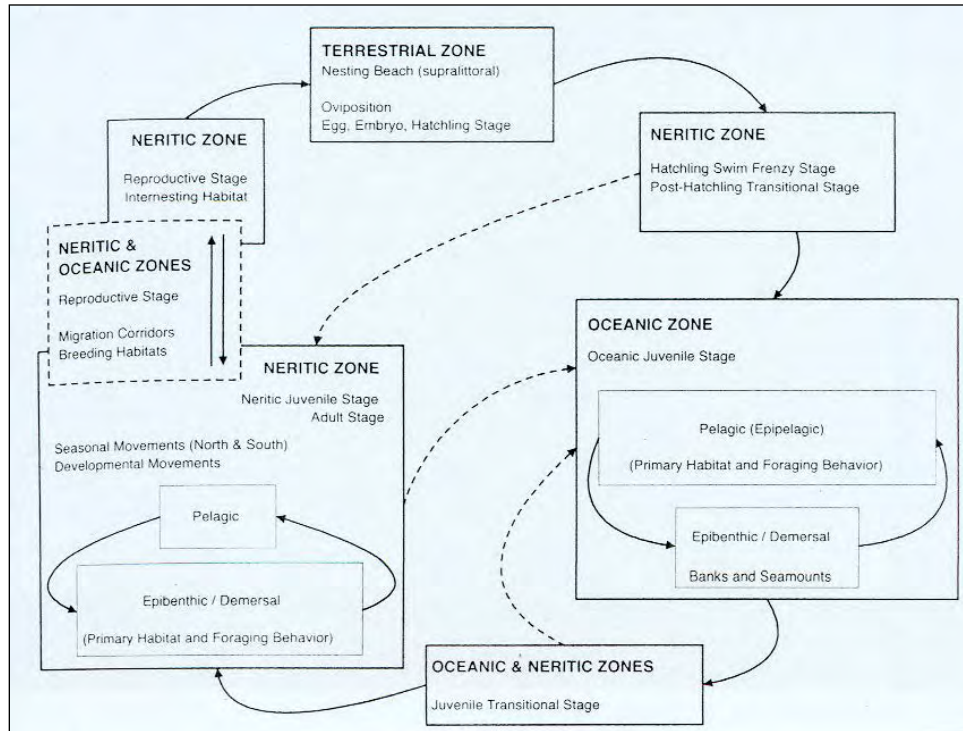 TERRESTRIAL ZONE
Nesting Beach (supralittoral)
Oviposition
Egg, Embryo, Hatchling Stage
NERITIC ZONE
Hatchling Swim Frenzy Stage
Post-Hatchling Transitional Stage
NERITIC ZONE
Reproductive Stage
Internesting Habitat
NERITIC &
OCEANIC ZONES
Reproductive Stage
Migration Corridors
Breeding Habitats
NERITIC ZONE
Neritic Juvenile Stage
Adult Stage
Seasonal Movements (North & South)
Developmental Movements
Pelagic
Epibenthic / Demersal
(Primary Habitat and Foraging Behavior)
OCEANIC ZONE
Oceanic Juvenile Stage
Pelagic (Epipelagic)
(Primary Habitat and Foraging Behavior)
Epibenthic / Demersal
Banks and Seamounts
OCEANIC & NERITIC ZONES
Juvenile Transitional Stage